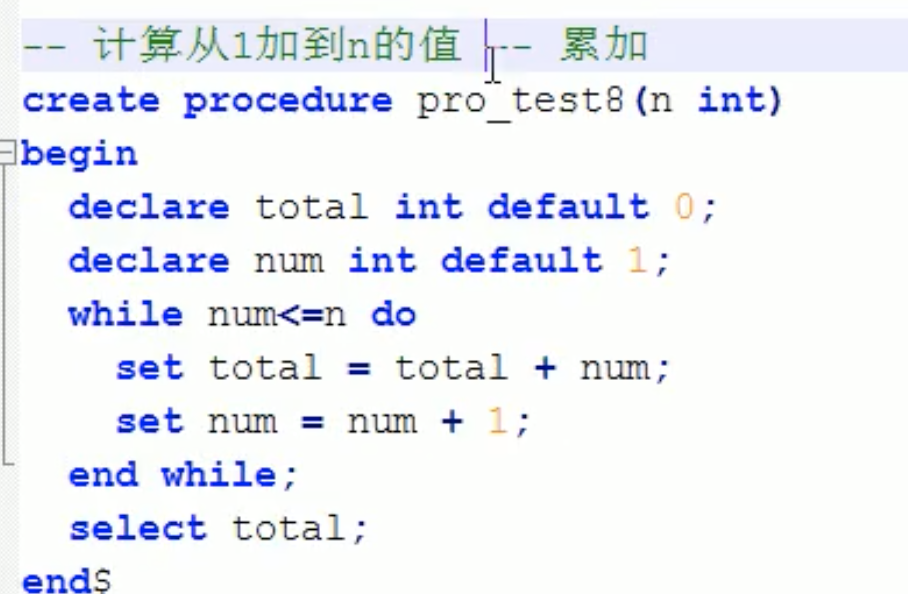 -- 计算从1加到n的值 -- 累加
create procedure pro_test8(n int)
begin
  declare total int default 0;
  declare num int default 1;
  while num<=n do
    set total = total + num;
    set num = num + 1;
  end while;
  select total;
end$